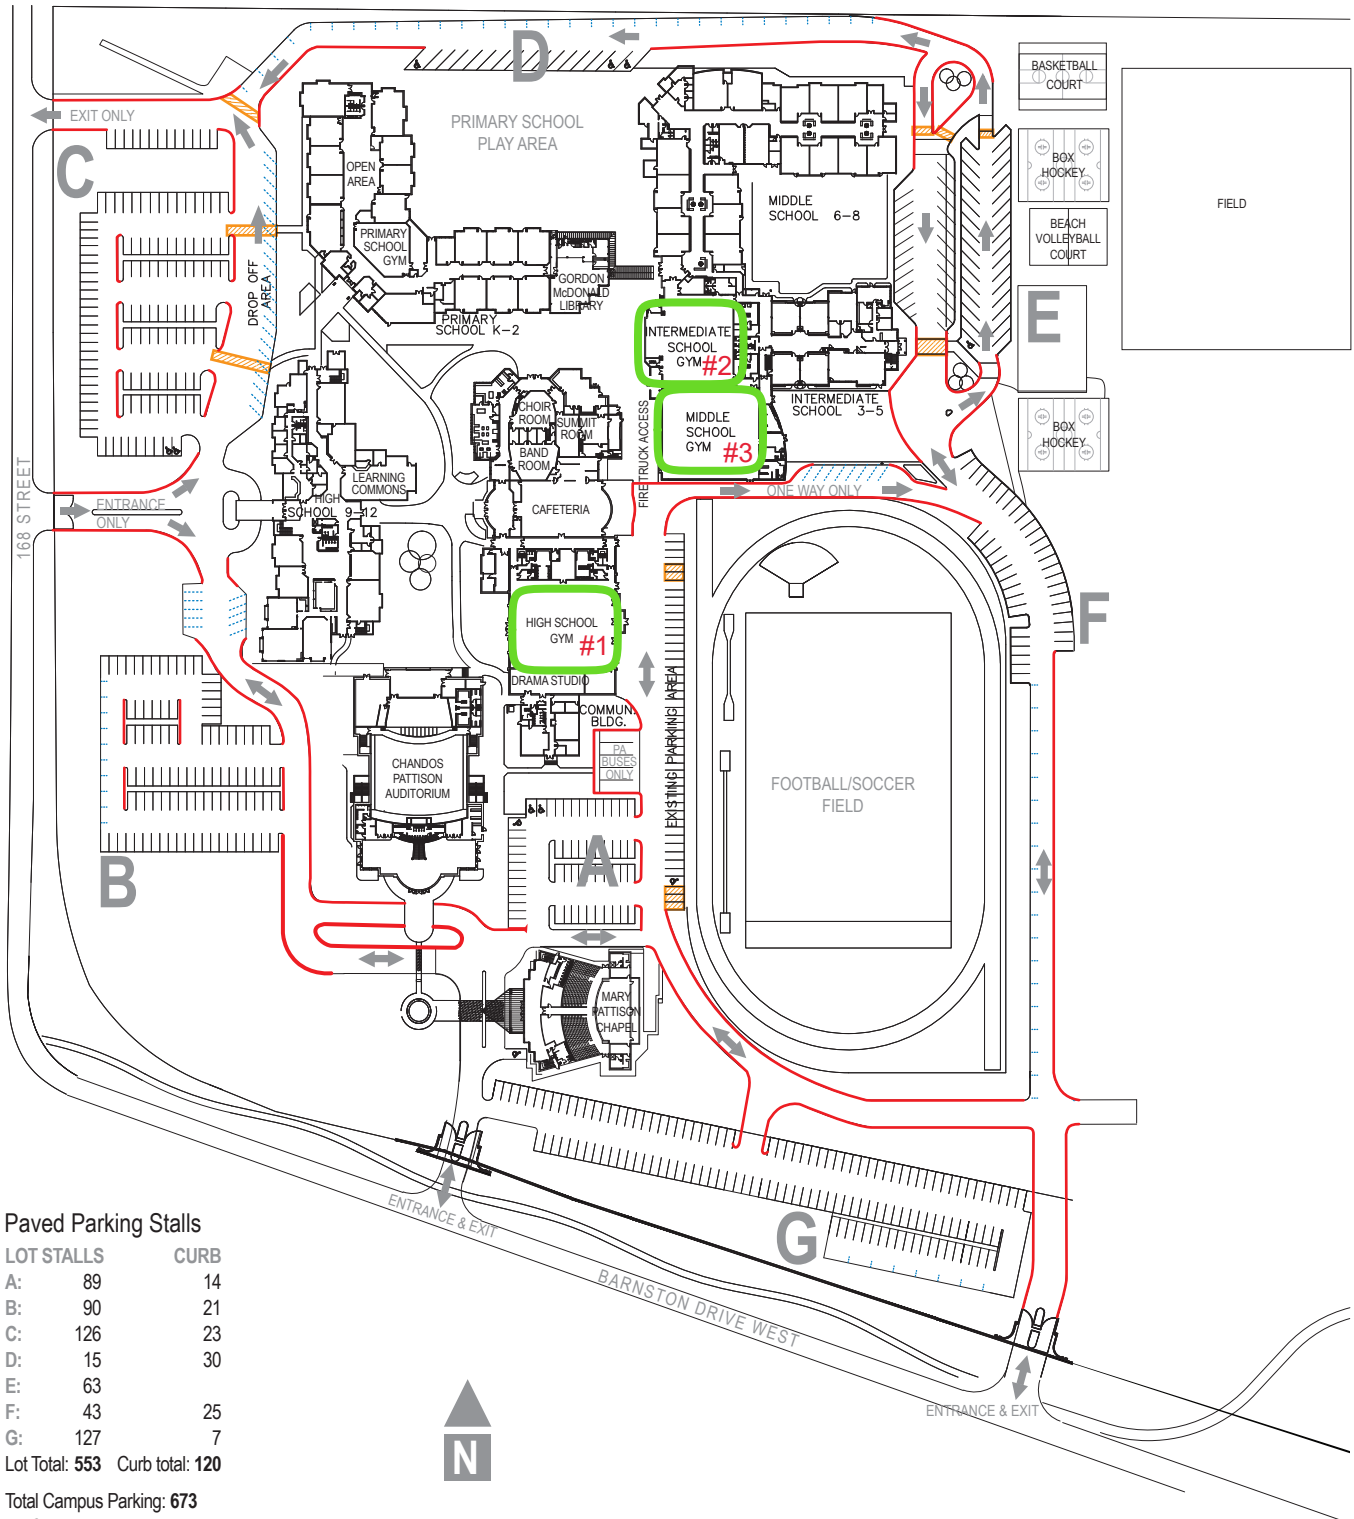 D
BASKETBALL
COURT
EXIT ONLY
PRIMARY SCHOOL
PLAY AREA
C
OPEN
AREA
BOX
HOCKEY
MIDDLE
SCHOOL 6-8
FIELD
PRIMARY
SCHOOL
GYM
BEACH
VOLLEYBALL
COURT
DROP OFF
AREA
GORDON
McDONALD
LIBRARY
PRIMARY
SCHOOL K-2
E
INTERMEDIATE
SCHOOL
GYM #2
INTERMEDIATE
SCHOOL 3-5
CHOIR
ROOM
SUMMIT
ROOM
BAND
ROOM
MIDDLE
SCHOOL
GYM #3
BOX
HOCKEY
FIRE TRUCK ACCESS
LEARNING
COMMONS
HIGH
SCHOOL 9-12
ONE WAY ONLY
168 STREET
ENTRANCE
ONLY
CAFETERIA
F
HIGH SCHOOL
GYM #1
DRAMA STUDIO
COMMUN.
BLDG.
EXISTING PARKING AREA
PA
BUSES
ONLY
CHANDOS
PATTISON
AUDITORIUM
FOOTBALL/SOCCER
FIELD
A
B
MARY
PATTISON
CHAPEL
ENTRANCE & EXIT
G
BARNSTON DRIVE WEST
ENTRANCE & EXIT
N
Paved Parking Stalls
LOT STALLS CURB
A: 89 14
B: 90 21
C: 126 23
D: 15 30
E: 63
F: 43 25
G: 127 7
Lot Total: 553 Curb total: 120
Total Campus Parking: 673